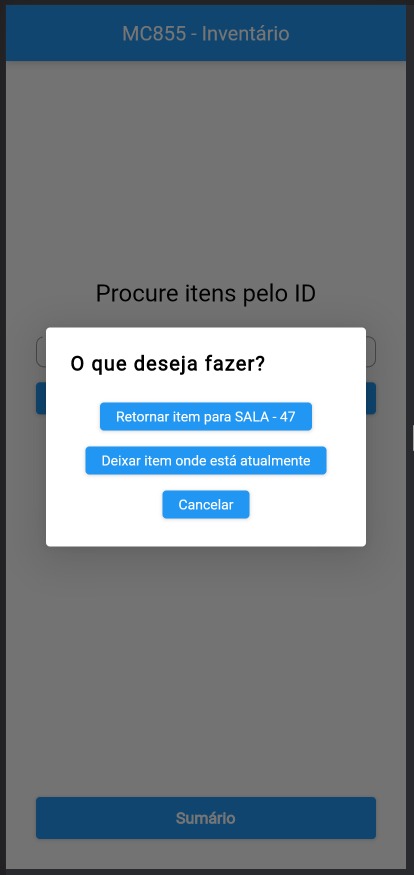 MC855 - Inventário
Procure itens pelo ID
O que deseja fazer?
Retornar item para SALA - 47
Deixar item onde está atualmente
Cancelar
Sumário